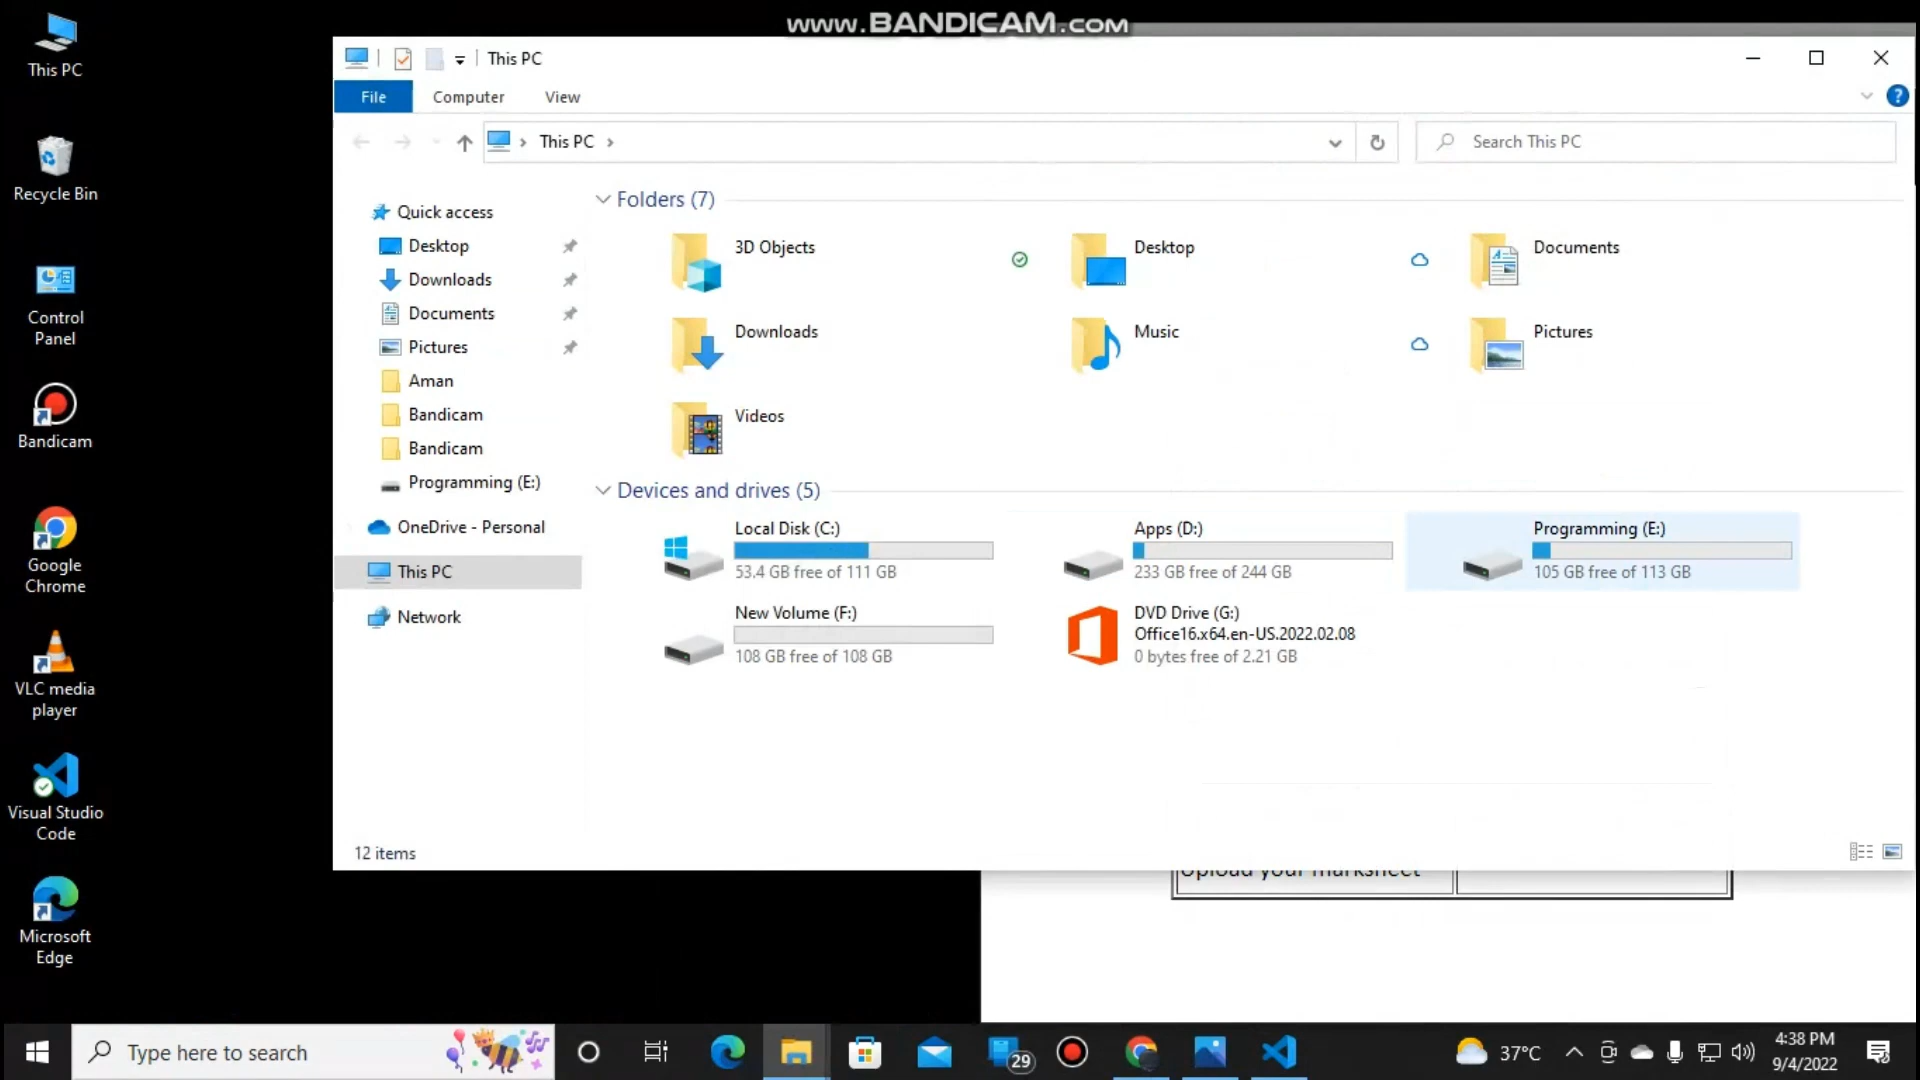 www.BANDICAM.com
This PC
Recycle Bin
Control
Panel
Bandicam
Google
Chrome
VLC media
player
Visual Studio
Code
Microsoft
Edge
This PC
File
Computer
View
?
This PC
Search This PC
Quick access
Desktop
Downloads
Documents
Pictures
Aman
Bandicam
Bandicam
Programming (E:)
OneDrive - Personal
This PC
Network
Folders (7)
3D Objects
Desktop
Documents
Downloads
Music
Pictures
Videos
Devices and drives (5)
Local Disk (C:)
53.4 GB free of 111 GB
Apps (D:)
233 GB free of 244 GB
Programming (E:)
105 GB free of 113 GB
New Volume (F:)
108 GB free of 108 GB
DVD Drive (G:)
Office16.x64.en-US.2022.02.08
0 bytes free of 2.21 GB
12 items
Upload your marksheet
Type here to search
29
37°C
4:38 PM
9/4/2022